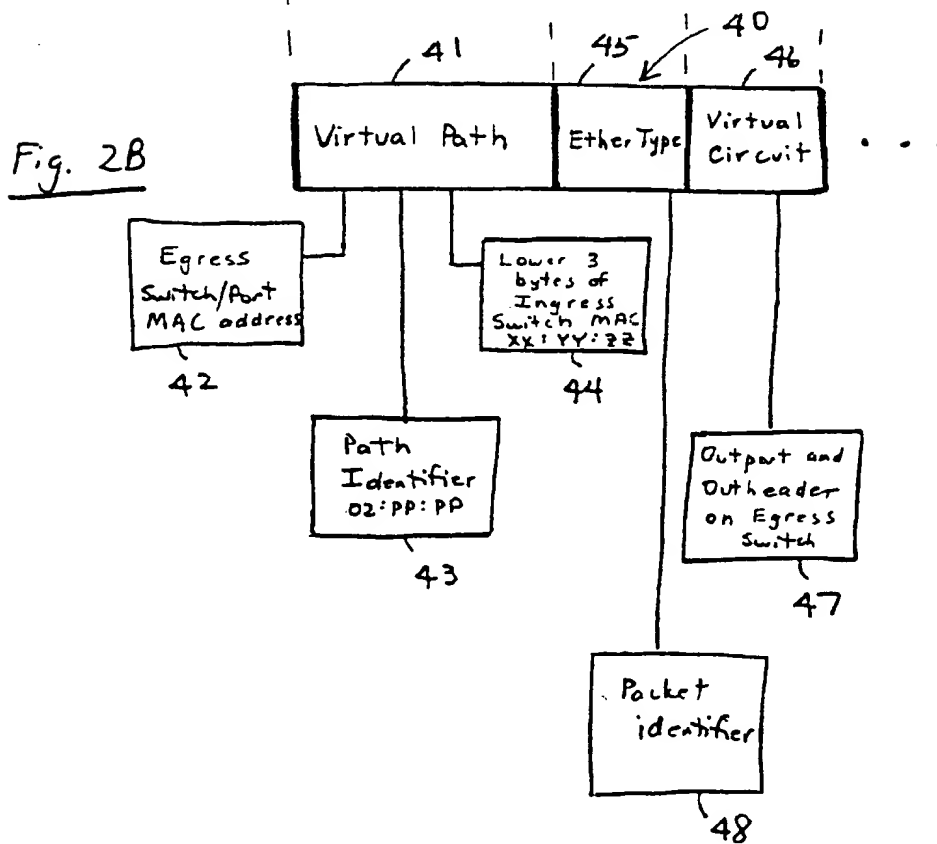 41
45
40
46
Fig. 2B
Virtual Path
EtherType
Virtual
Circuit
. . .
Egress
Switch/Port
MAC address
42
Lower 3
bytes of
Ingress
Switch MAC
XX:YY:ZZ
44
Path
Identifier
02:PP:PP
43
Outport and
Outheader
on Egress
Switch
47
Packet
identifier
48